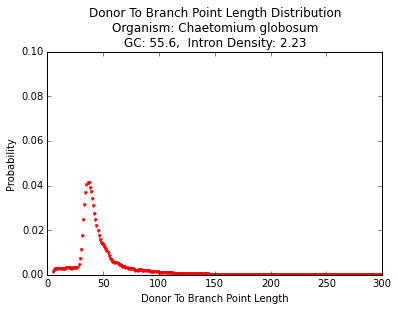 Donor To Branch Point Length Distribution
Organism: Chaetomium globosum
GC: 55.6,  Intron Density: 2.23
0.10
0.08
0.06
0.04
0.02
0.00
Probability
0 50 100 150 200 250 300
Donor To Branch Point Length